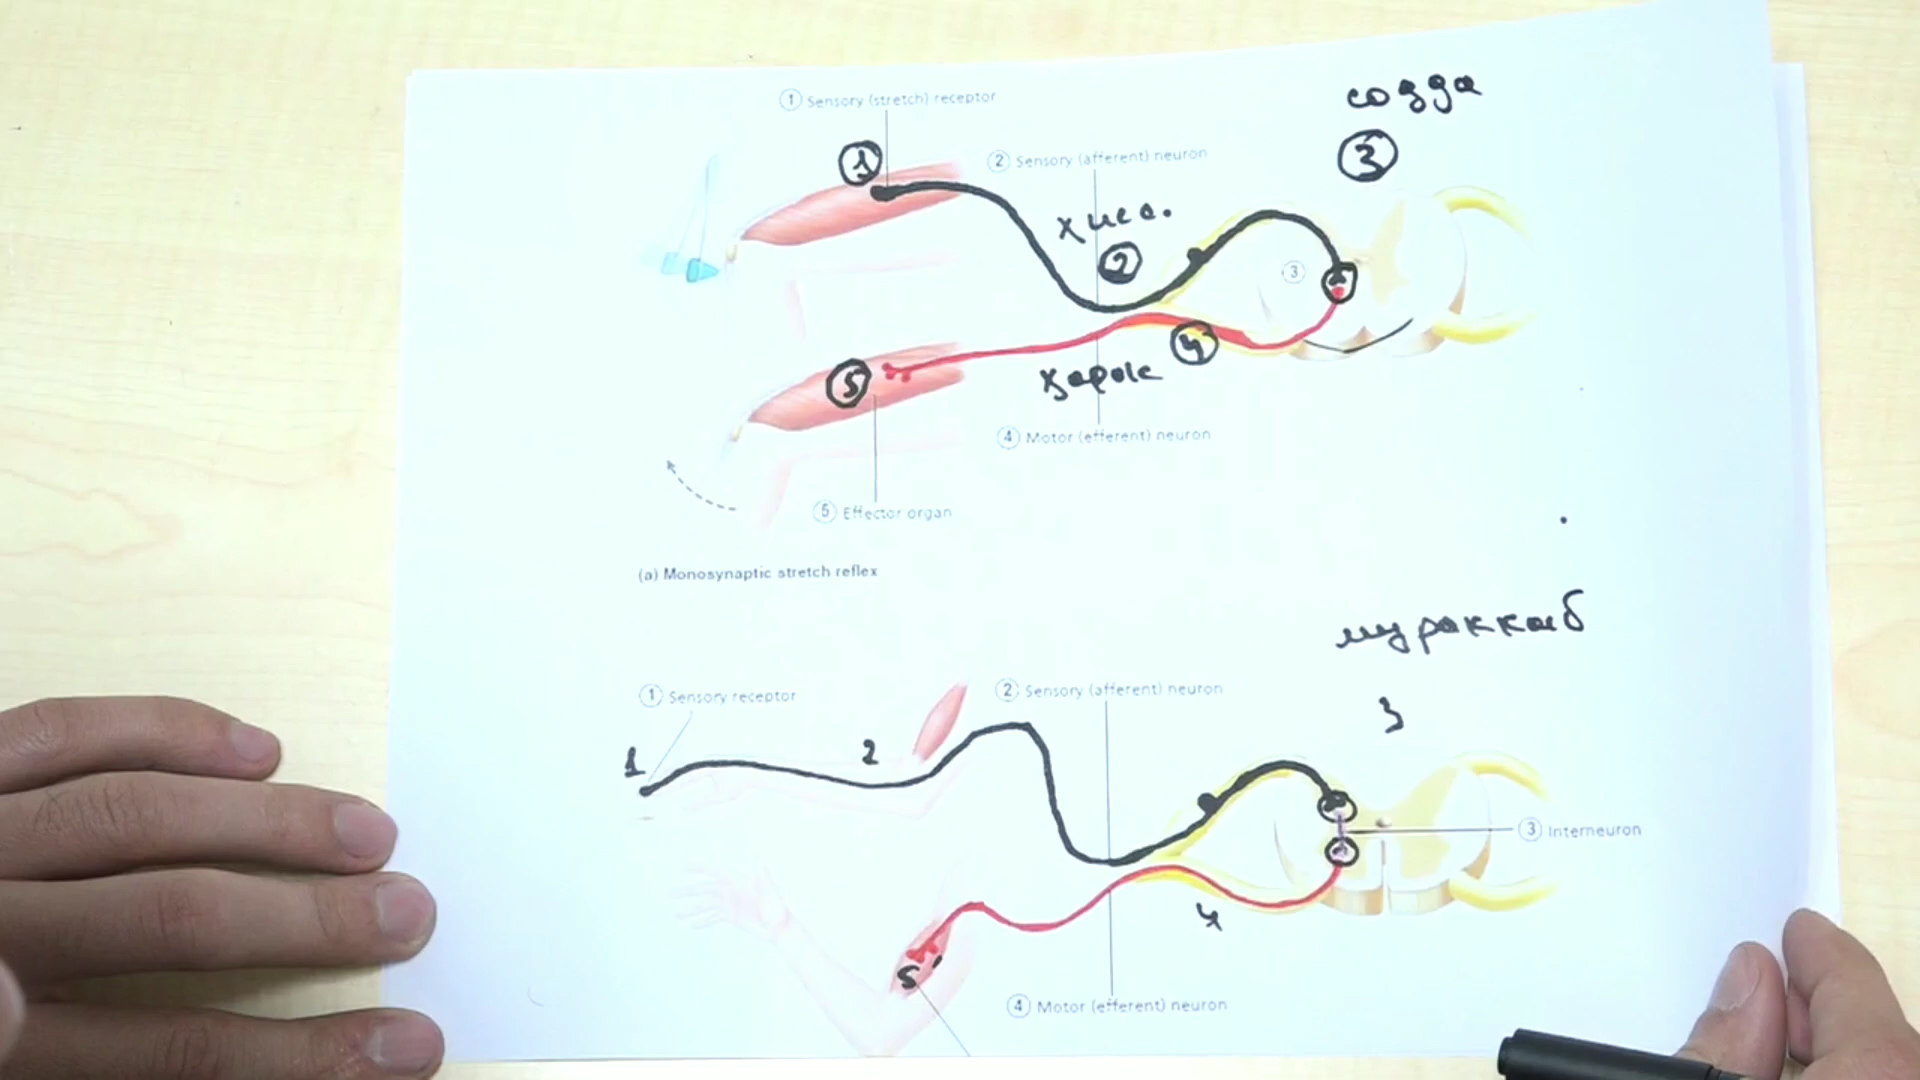 ① Sensory (stretch) receptor
содда
3
1
② Sensory (afferent) neuron
хисс.
2
③
4
харак
5
④ Motor (efferent) neuron
⑤ Effector organ
(a) Monosynaptic stretch reflex
мураккаб
① Sensory receptor
② Sensory (afferent) neuron
3
1
2
③ Interneuron
4
5
④ Motor (efferent) neuron